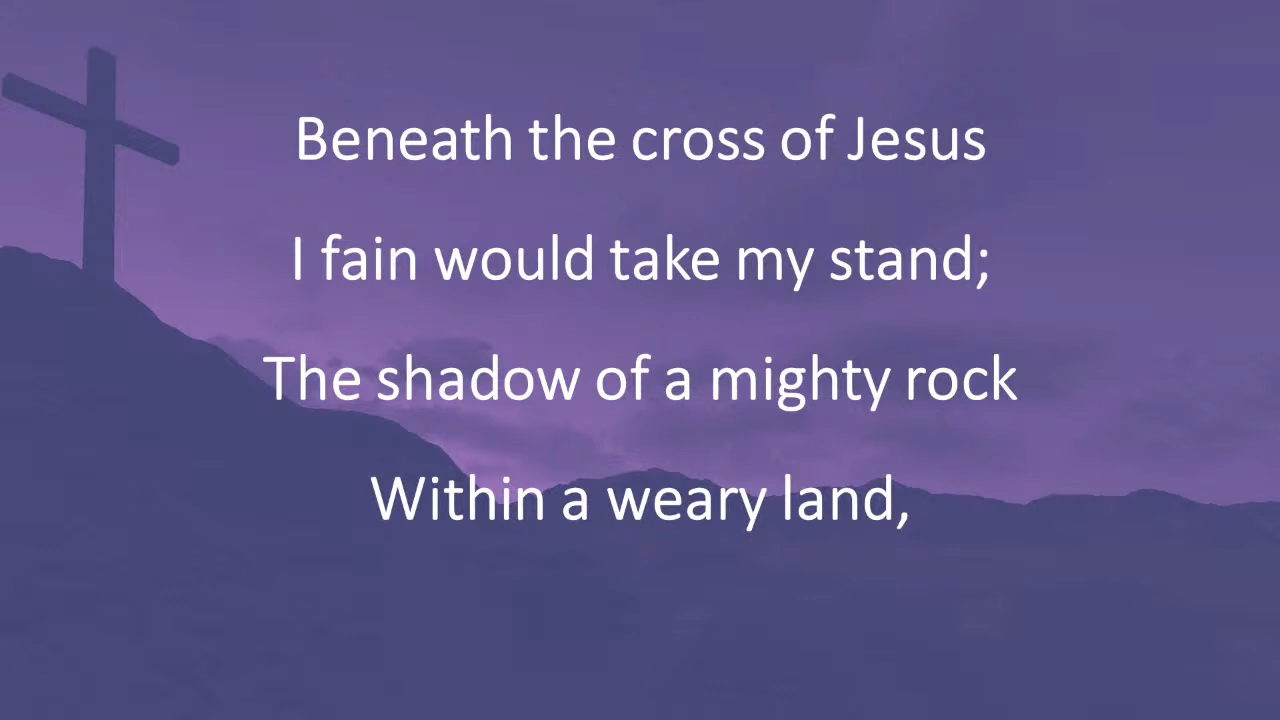 Beneath the cross of Jesus
I fain would take my stand;
The shadow of a mighty rock
Within a weary land,